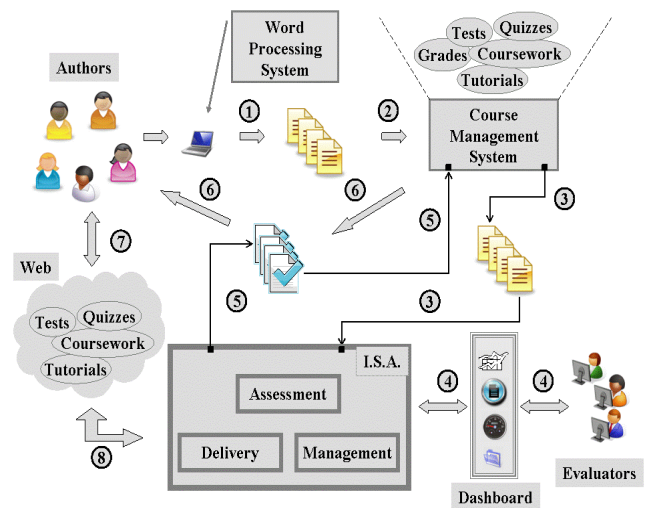 Word
Processing
System
Tests
Quizzes
Grades
Coursework
Tutorials
Authors
1
2
Course
Management
System
6
6
5
3
7
Web
Tests
Quizzes
Coursework
Tutorials
5
3
I.S.A.
Assessment
4
4
Delivery
Management
8
Evaluators
Dashboard